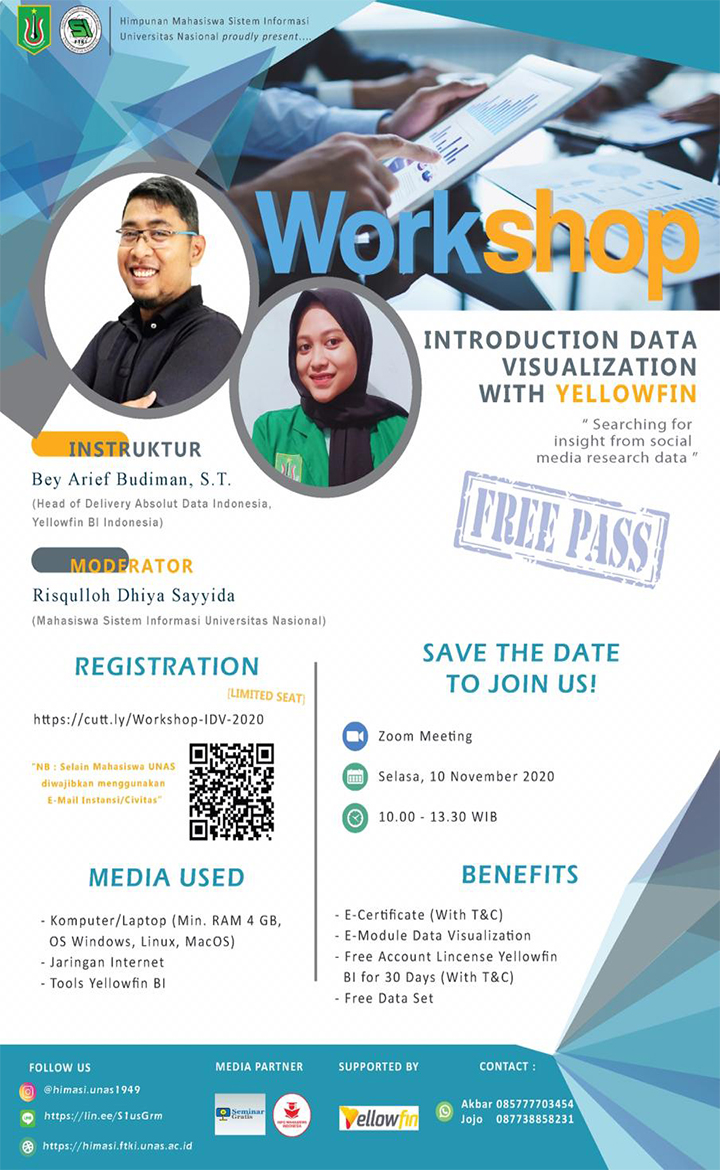 Himpunan Mahasiswa Sistem Informasi
Universitas Nasional proudly present....
FTKI
Workshop
INTRODUCTION DATA
VISUALIZATION
WITH YELLOWFIN
" Searching for
insight from social
media research data "
FREE PASS
INSTRUKTUR
Bey Arief Budiman, S.T.
(Head of Delivery Absolut Data Indonesia,
Yellowfin BI Indonesia)
MODERATOR
Risqulloh Dhiya Sayyida
(Mahasiswa Sistem Informasi Universitas Nasional)
REGISTRATION
[LIMITED SEAT]
https://cutt.ly/Workshop-IDV-2020
"NB : Selain Mahasiswa UNAS
diwajibkan menggunakan
E-Mail Instansi/Civitas"
SAVE THE DATE
TO JOIN US!
Zoom Meeting
Selasa, 10 November 2020
10.00 - 13.30 WIB
MEDIA USED
- Komputer/Laptop (Min. RAM 4 GB,
OS Windows, Linux, MacOS)
- Jaringan Internet
- Tools Yellowfin BI
BENEFITS
- E-Certificate (With T&C)
- E-Module Data Visualization
- Free Account Lincense Yellowfin
BI for 30 Days (With T&C)
- Free Data Set
FOLLOW US
@himasi.unas1949
https://lin.ee/S1usGrm
https://himasi.ftki.unas.ac.id
MEDIA PARTNER
Seminar
Gratis
SUPPORTED BY
Yellowfin
CONTACT :
Akbar 085777703454
Jojo 087738858231